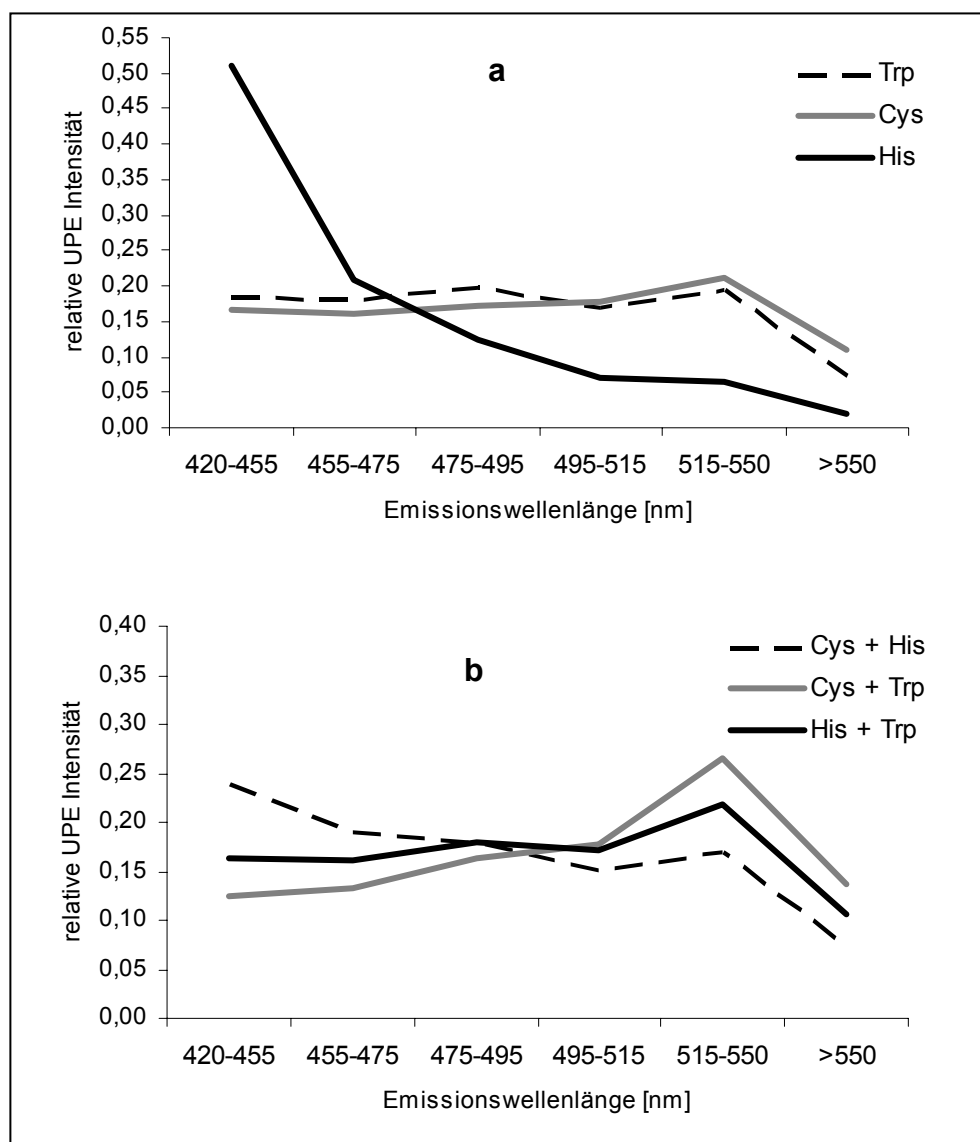 a
relative UPE Intensität
0,55
0,50
0,45
0,40
0,35
0,30
0,25
0,20
0,15
0,10
0,05
0,00
Trp
Cys
His
420-455 455-475 475-495 495-515 515-550 >550
Emissionswellenlänge [nm]
b
relative UPE Intensität
0,40
0,35
0,30
0,25
0,20
0,15
0,10
0,05
0,00
Cys + His
Cys + Trp
His + Trp
420-455 455-475 475-495 495-515 515-550 >550
Emissionswellenlänge [nm]